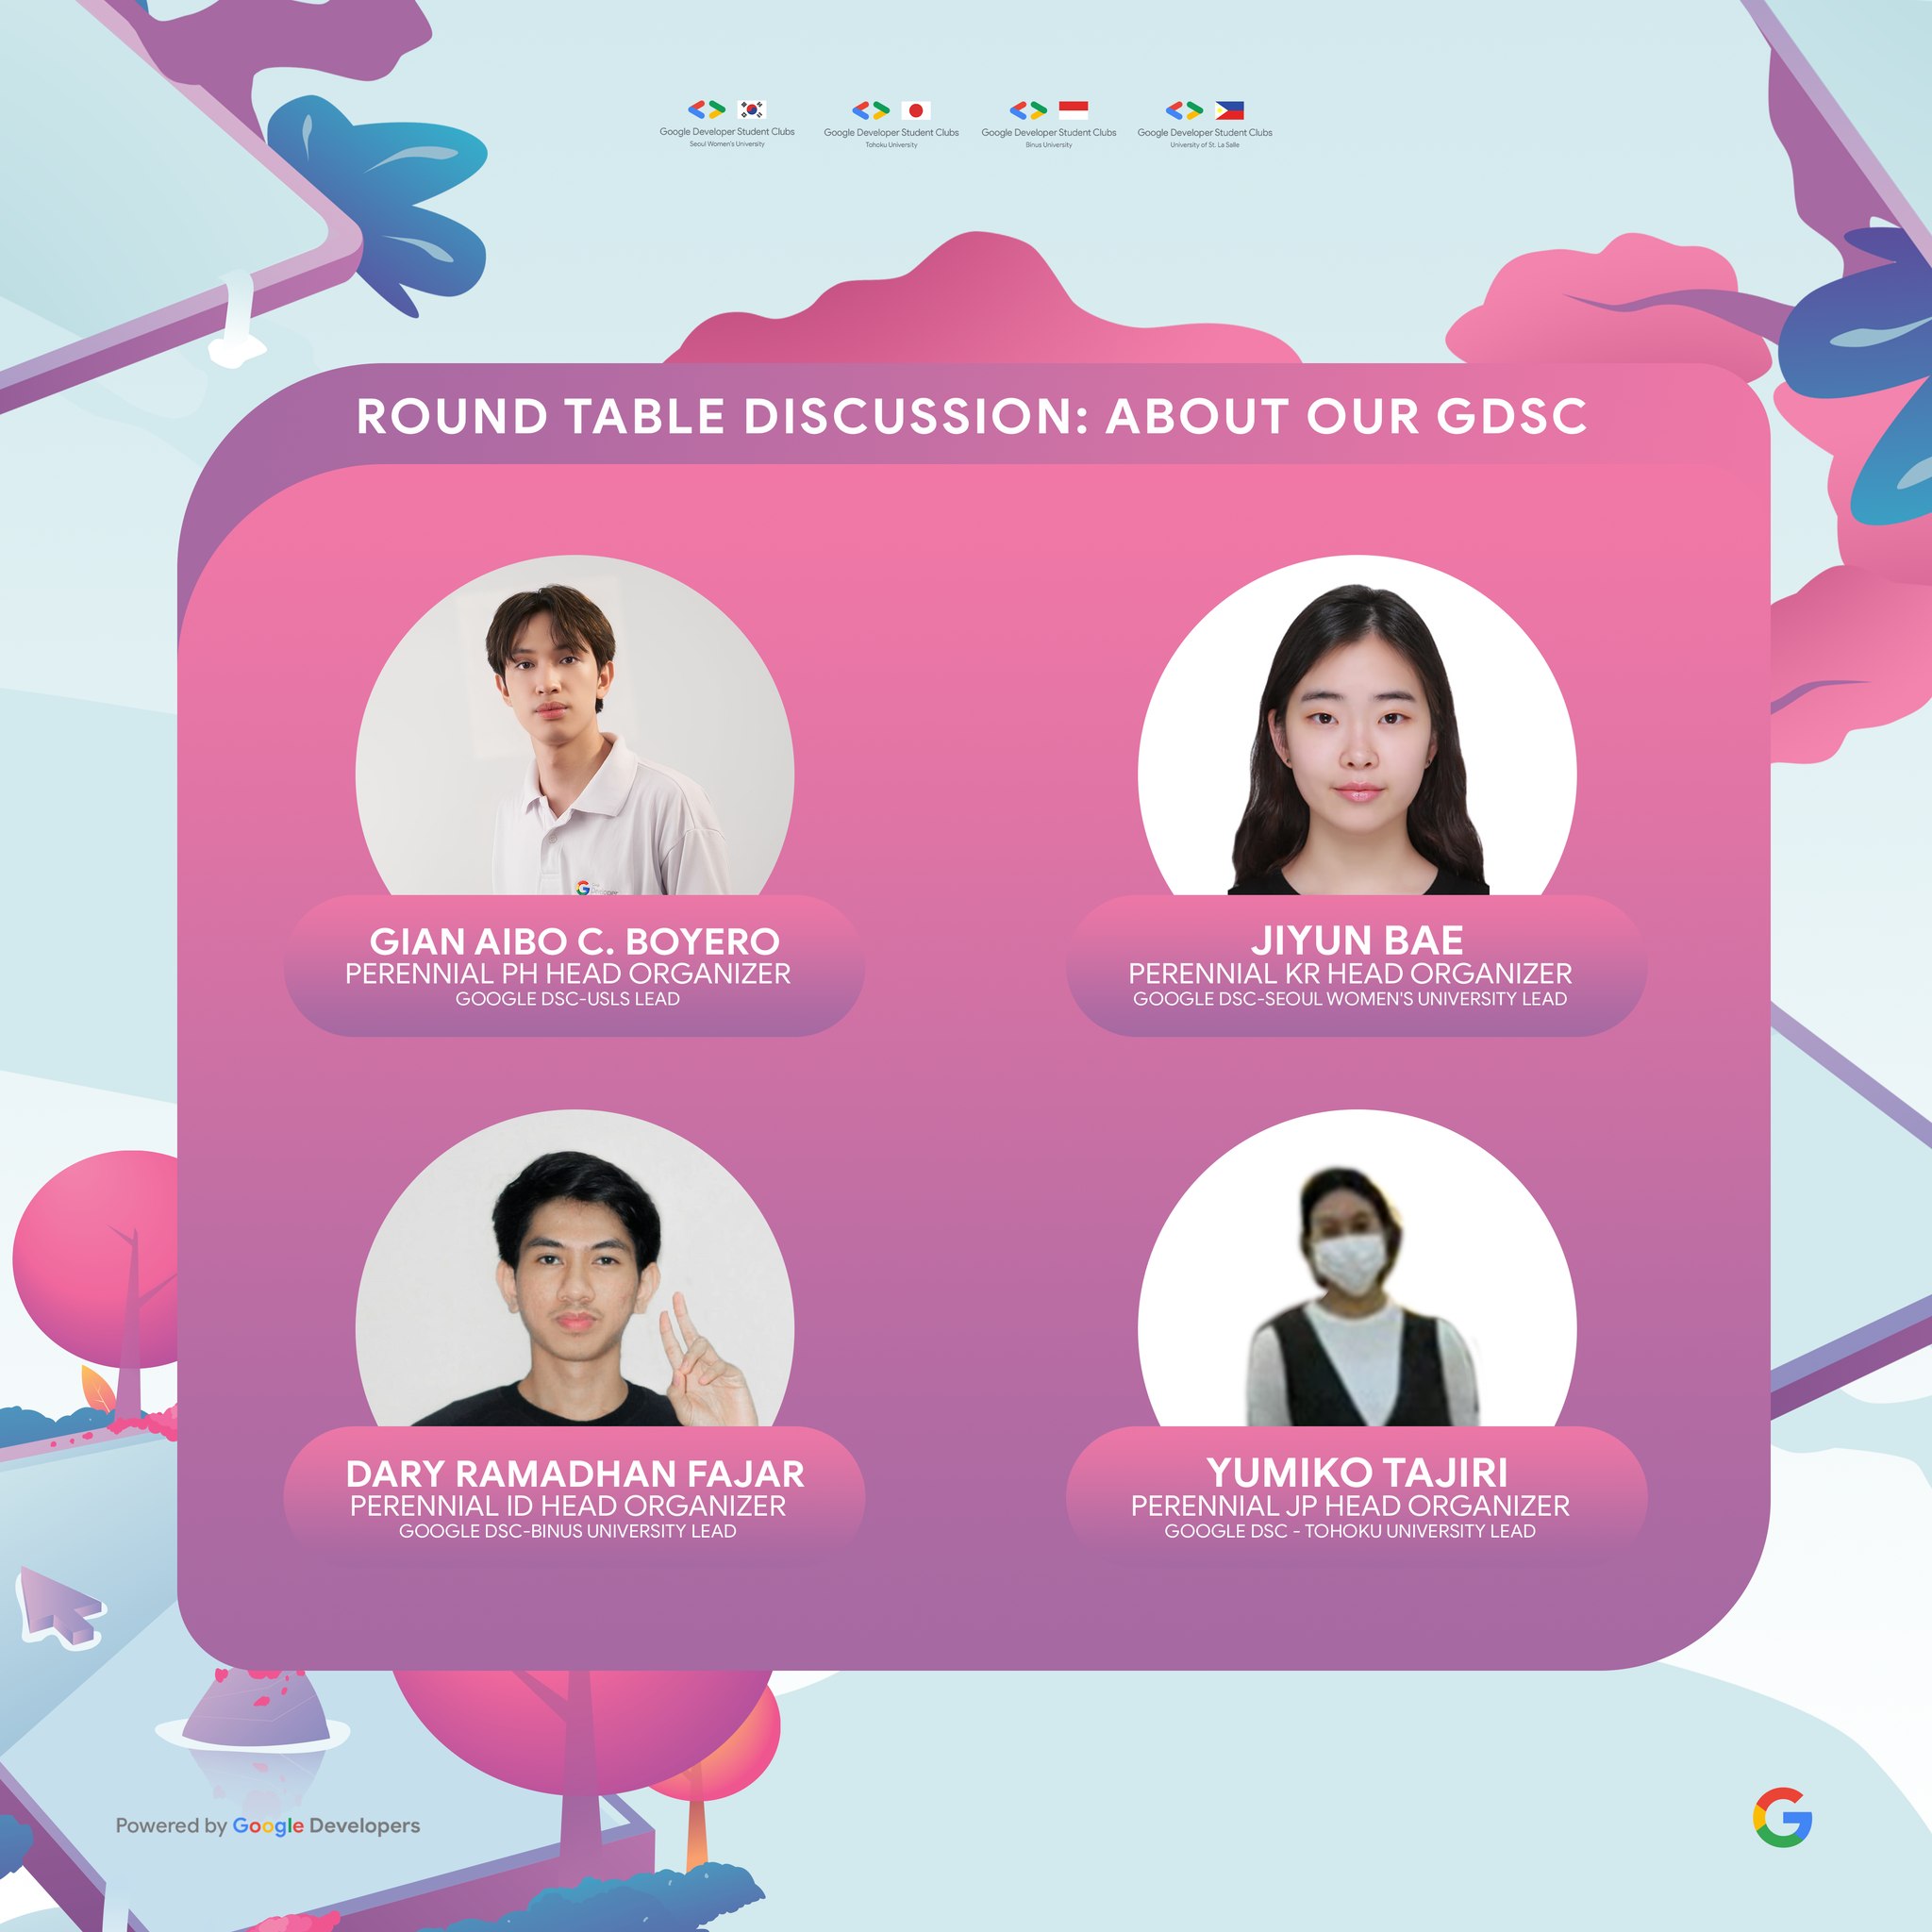 Google Developer Student Clubs
Seoul Women's University
Google Developer Student Clubs
Tohoku University
Google Developer Student Clubs
Binus University
Google Developer Student Clubs
University of St. La Salle
ROUND TABLE DISCUSSION: ABOUT OUR GDSC
GIAN AIBO C. BOYERO
PERENNIAL PH HEAD ORGANIZER
GOOGLE DSC-USLS LEAD
JIYUN BAE
PERENNIAL KR HEAD ORGANIZER
GOOGLE DSC-SEOUL WOMEN'S UNIVERSITY LEAD
DARY RAMADHAN FAJAR
PERENNIAL ID HEAD ORGANIZER
GOOGLE DSC-BINUS UNIVERSITY LEAD
YUMIKO TAJIRI
PERENNIAL JP HEAD ORGANIZER
GOOGLE DSC - TOHOKU UNIVERSITY LEAD
Powered by Google Developers
G